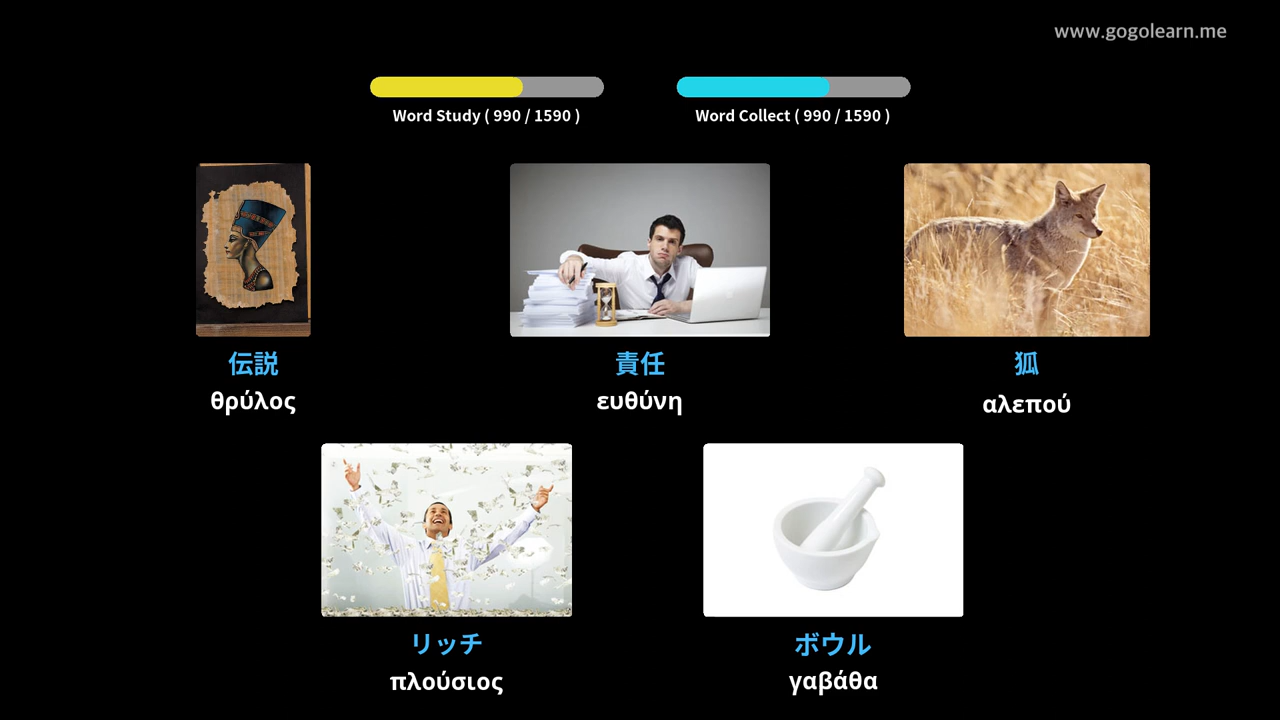 www.gogolearn.me
Word Study ( 990 / 1590 )
Word Collect ( 990 / 1590 )
伝説
θρύλος
責任
ευθύνη
狐
αλεπού
リッチ
πλούσιος
ボウル
γαβάθα